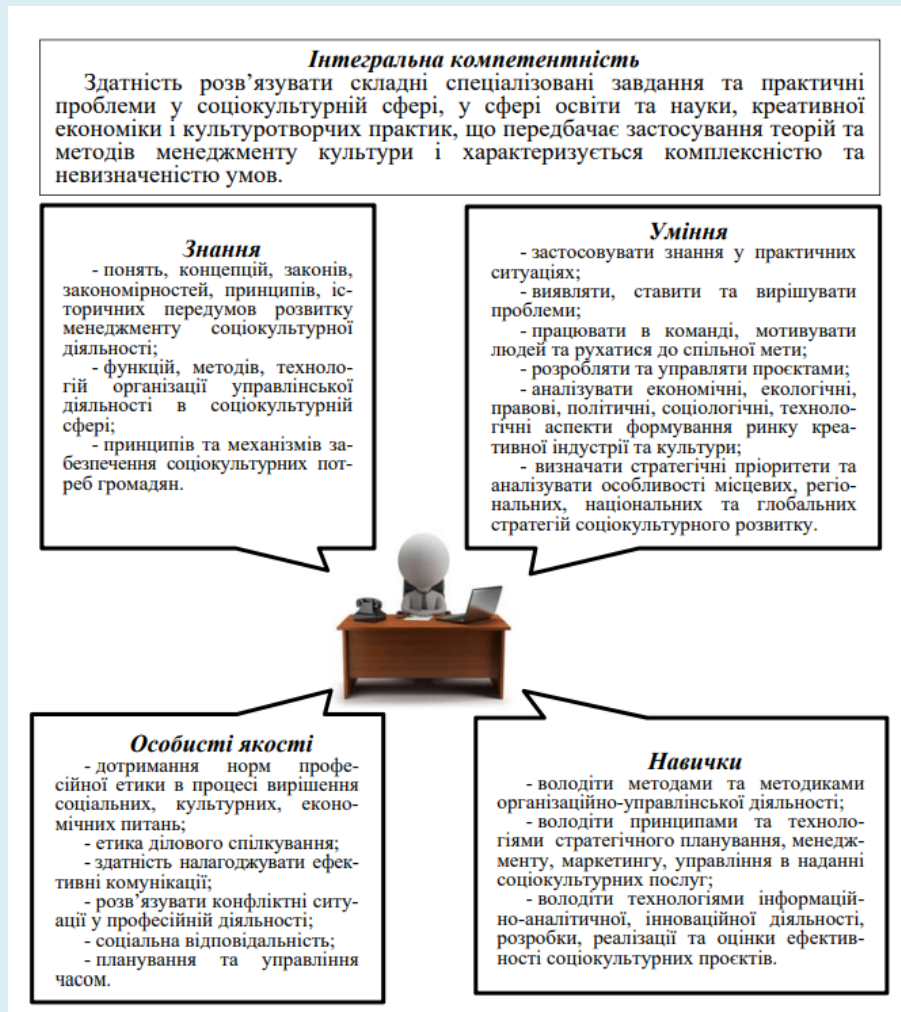 Інтегральна компетентність
Здатність розв’язувати складні спеціалізовані завдання та практичні
проблеми у соціокультурній сфері, у сфері освіти та науки, креативної
економіки і культуротворчих практик, що передбачає застосування теорій та
методів менеджменту культури і характеризується комплексністю та
невизначеністю умов.
Знання
- понять, концепцій, законів,
закономірностей, принципів, іс-
торичних передумов розвитку
менеджменту соціокультурної
діяльності;
- функцій, методів, техноло-
гій організації управлінської
діяльності в соціокультурній
сфері;
- принципів та механізмів за-
безпечення соціокультурних пот-
реб громадян.
Уміння
- застосовувати знання у практичних
ситуаціях;
- виявляти, ставити та вирішувати
проблеми;
- працювати в команді, мотивувати
людей та рухатися до спільної мети;
- розробляти та управляти проєктами;
- аналізувати економічні, екологічні,
правові, політичні, соціологічні, техноло-
гічні аспекти формування ринку креа-
тивної індустрії та культури;
- визначати стратегічні пріоритети та
аналізувати особливості місцевих, регіо-
нальних, національних та глобальних
стратегій соціокультурного розвитку.
Особисті якості
- дотримання норм профе-
сійної етики в процесі вирішення
соціальних, культурних, еконо-
мічних питань;
- етика ділового спілкування;
- здатність налагоджувати ефек-
тивні комунікації;
- розв’язувати конфліктні ситу-
ації у професійній діяльності;
- соціальна відповідальність;
- планування та управління
часом.
Навички
- володіти методами та методиками
організаційно-управлінської діяльності;
- володіти принципами та техноло-
гіями стратегічного планування, менедж-
менту, маркетингу, управління в наданні
соціокультурних послуг;
- володіти технологіями інформацій-
но-аналітичної, інноваційної діяльності,
розробки, реалізації та оцінки ефектив-
ності соціокультурних проєктів.